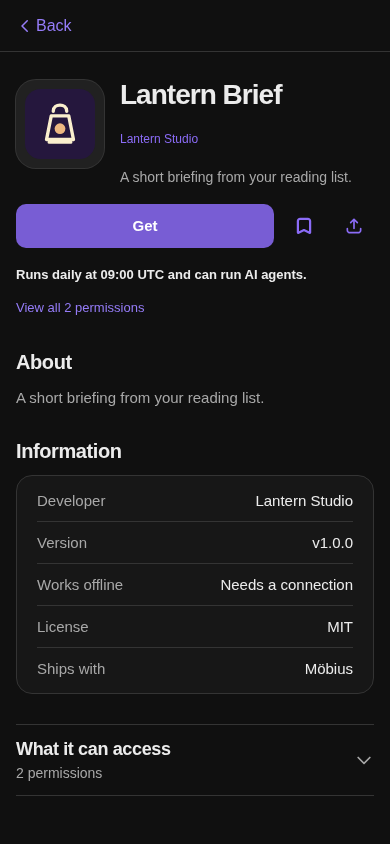 Back
Lantern Brief
Lantern Studio
A short briefing from your reading list.
Get
Runs daily at 09:00 UTC and can run AI agents.
View all 2 permissions
About
A short briefing from your reading list.
Information
Developer Lantern Studio
Version v1.0.0
Works offline Needs a connection
License MIT
Ships with Möbius
What it can access
2 permissions